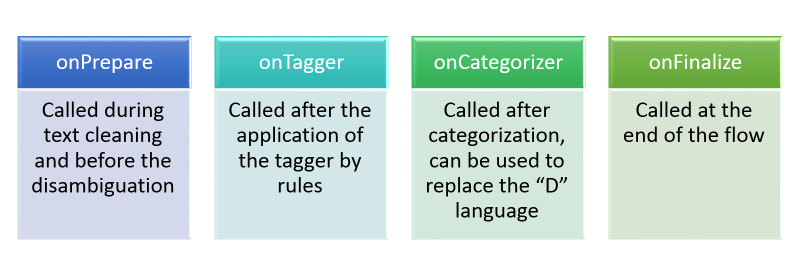 onPrepare
Called during
text cleaning
and before the
disambiguation
onTagger
Called after the
application of
the tagger by
rules
onCategorizer
Called after
categorization,
can be used to
replace the “D”
language
onFinalize
Called at the
end of the flow